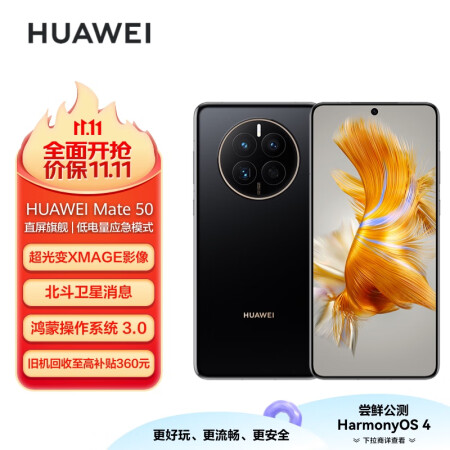 HUAWEI
11.11
全面开抢
价保11.11
HUAWEI Mate 50
直屏旗舰 | 低电量应急模式
超光变XMAGE影像
北斗卫星消息
鸿蒙操作系统 3.0
旧机回收至高补贴360元
HUAWEI
更好玩、更流畅、更安全
尝鲜公测
HarmonyOS 4
下拉商详查看